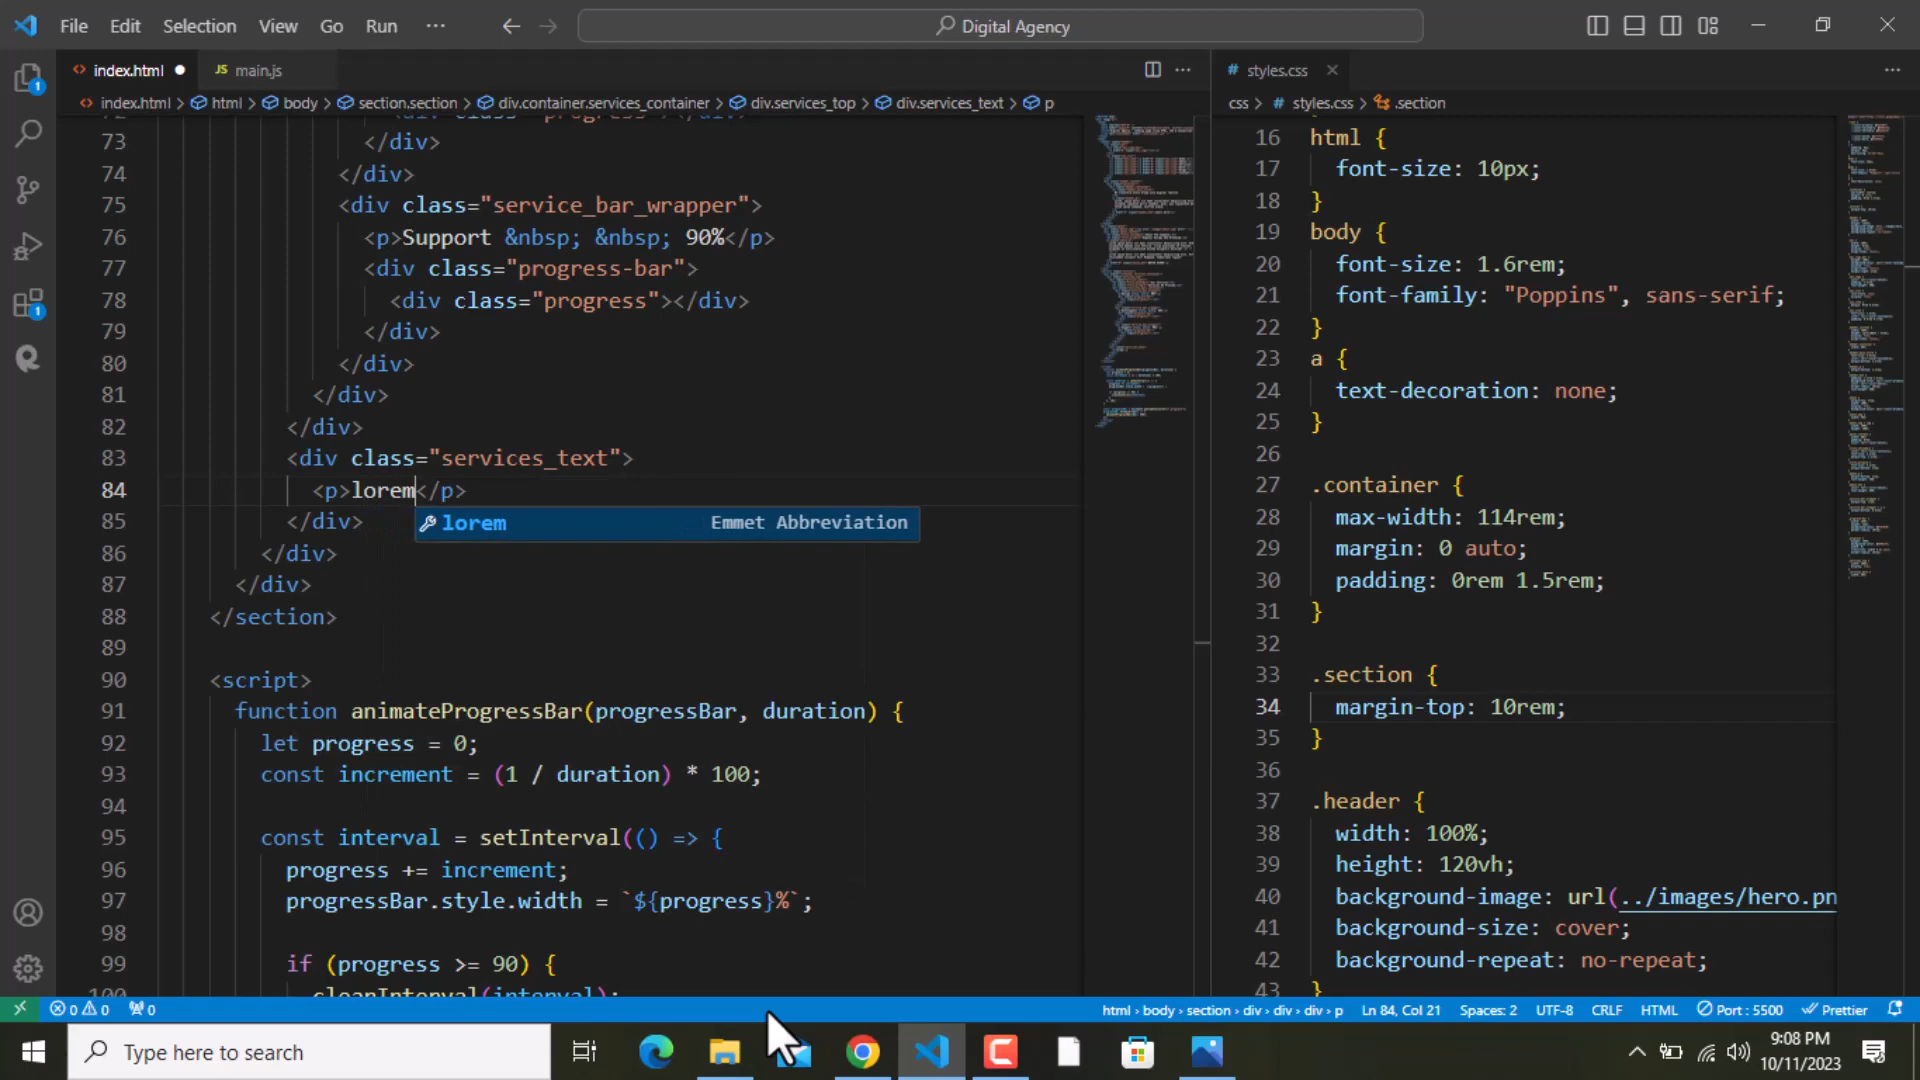 File Edit Selection View Go Run ··· Digital Agency
index.html JS main.js # styles.css
index.html > html > body > section.section > div.container.services_container > div.services_top > div.services_text > p
css > # styles.css > .section
73 </div>
74 </div>
75 <div class="service_bar_wrapper">
76 <p>Support &nbsp; &nbsp; 90%</p>
77 <div class="progress-bar">
78 <div class="progress"></div>
79 </div>
80 </div>
81 </div>
82 </div>
83 <div class="services_text">
84 <p>lorem</p>
lorem Emmet Abbreviation
85 </div>
86 </div>
87 </div>
88 </section>
89
90 <script>
91 function animateProgressBar(progressBar, duration) {
92 let progress = 0;
93 const increment = (1 / duration) * 100;
94
95 const interval = setInterval(() => {
96 progress += increment;
97 progressBar.style.width = `${progress}%`;
98
99 if (progress >= 90) {
100 clearInterval(interval);
16 html {
17 font-size: 10px;
18 }
19 body {
20 font-size: 1.6rem;
21 font-family: "Poppins", sans-serif;
22 }
23 a {
24 text-decoration: none;
25 }
26
27 .container {
28 max-width: 114rem;
29 margin: 0 auto;
30 padding: 0rem 1.5rem;
31 }
32
33 .section {
34 margin-top: 10rem;
35 }
36
37 .header {
38 width: 100%;
39 height: 120vh;
40 background-image: url(../images/hero.pn
41 background-size: cover;
42 background-repeat: no-repeat;
43 }
0 0 0 html > body > section > div > div > div > p Ln 84, Col 21 Spaces: 2 UTF-8 CRLF HTML Port : 5500 Prettier
Type here to search
9:08 PM
10/11/2023